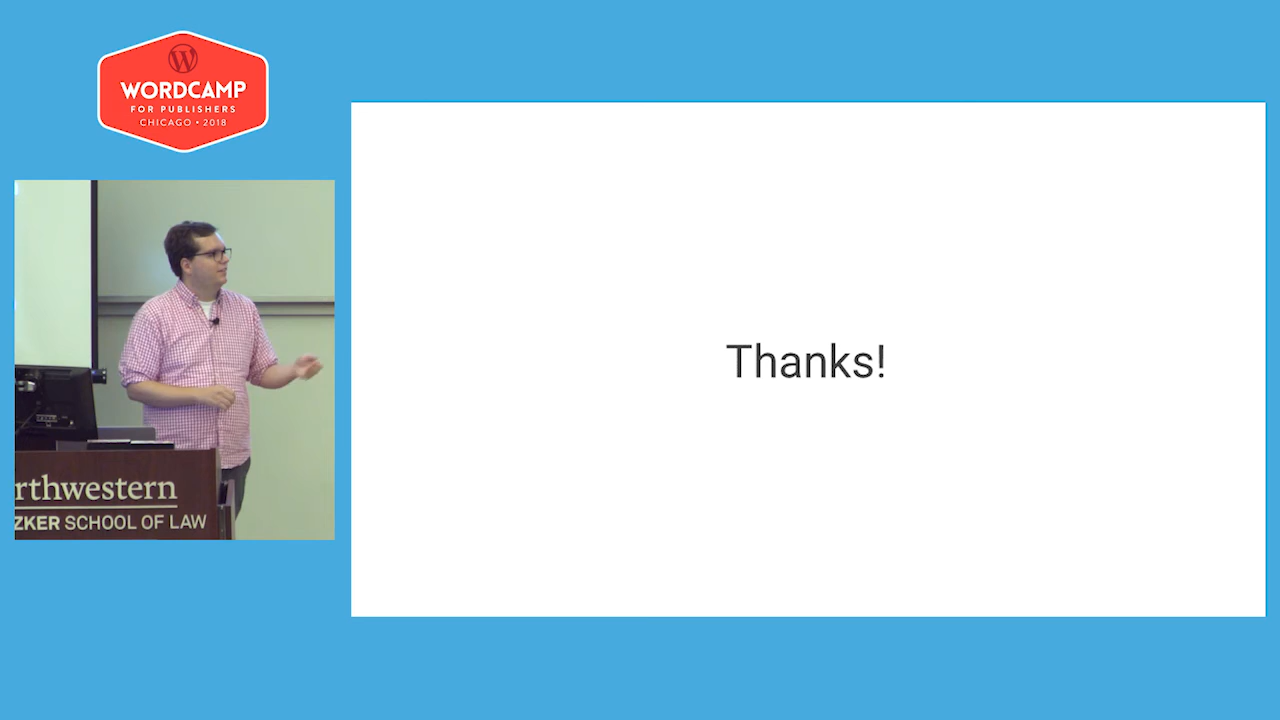 WORDCAMP
FOR PUBLISHERS
CHICAGO • 2018
Thanks!
rthwestern
ZKER SCHOOL OF LAW